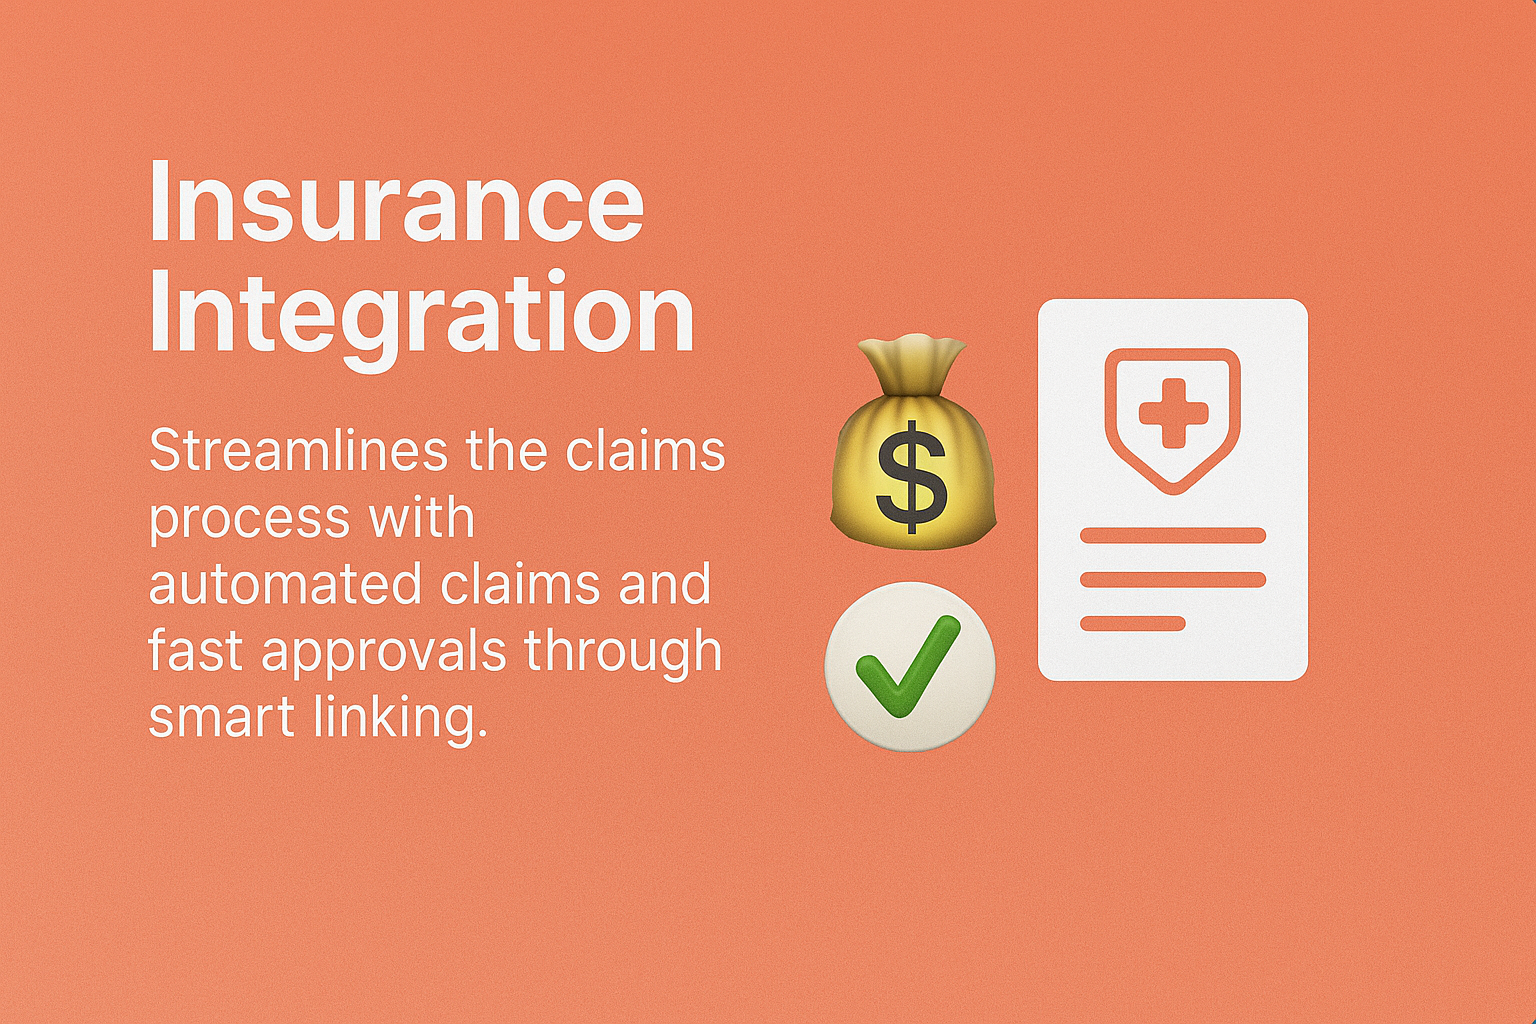 Insurance
Integration
Streamlines the claims
process with
automated claims and
fast approvals through
smart linking.
$